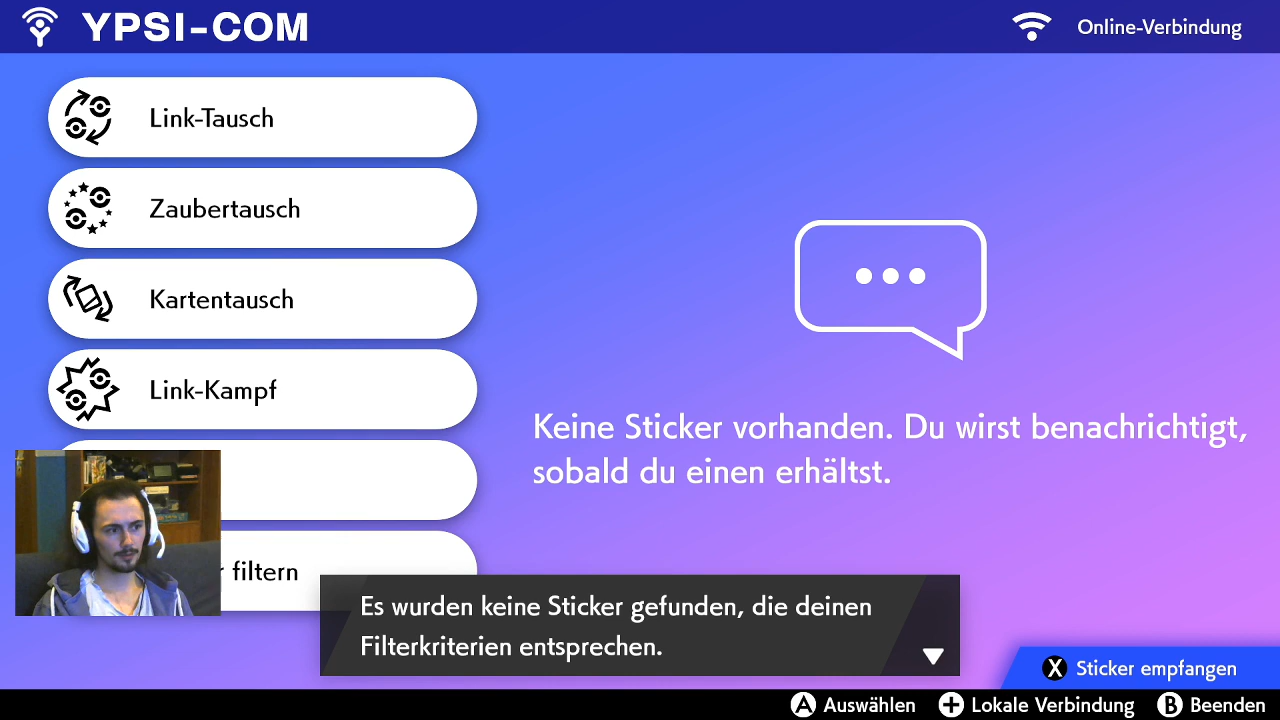 YPSI-COM
Online-Verbindung
Link-Tausch
Zaubertausch
Kartentausch
Link-Kampf
filtern
Keine Sticker vorhanden. Du wirst benachrichtigt,
sobald du einen erhältst.
Es wurden keine Sticker gefunden, die deinen
Filterkriterien entsprechen.
X Sticker empfangen
A Auswählen + Lokale Verbindung B Beenden